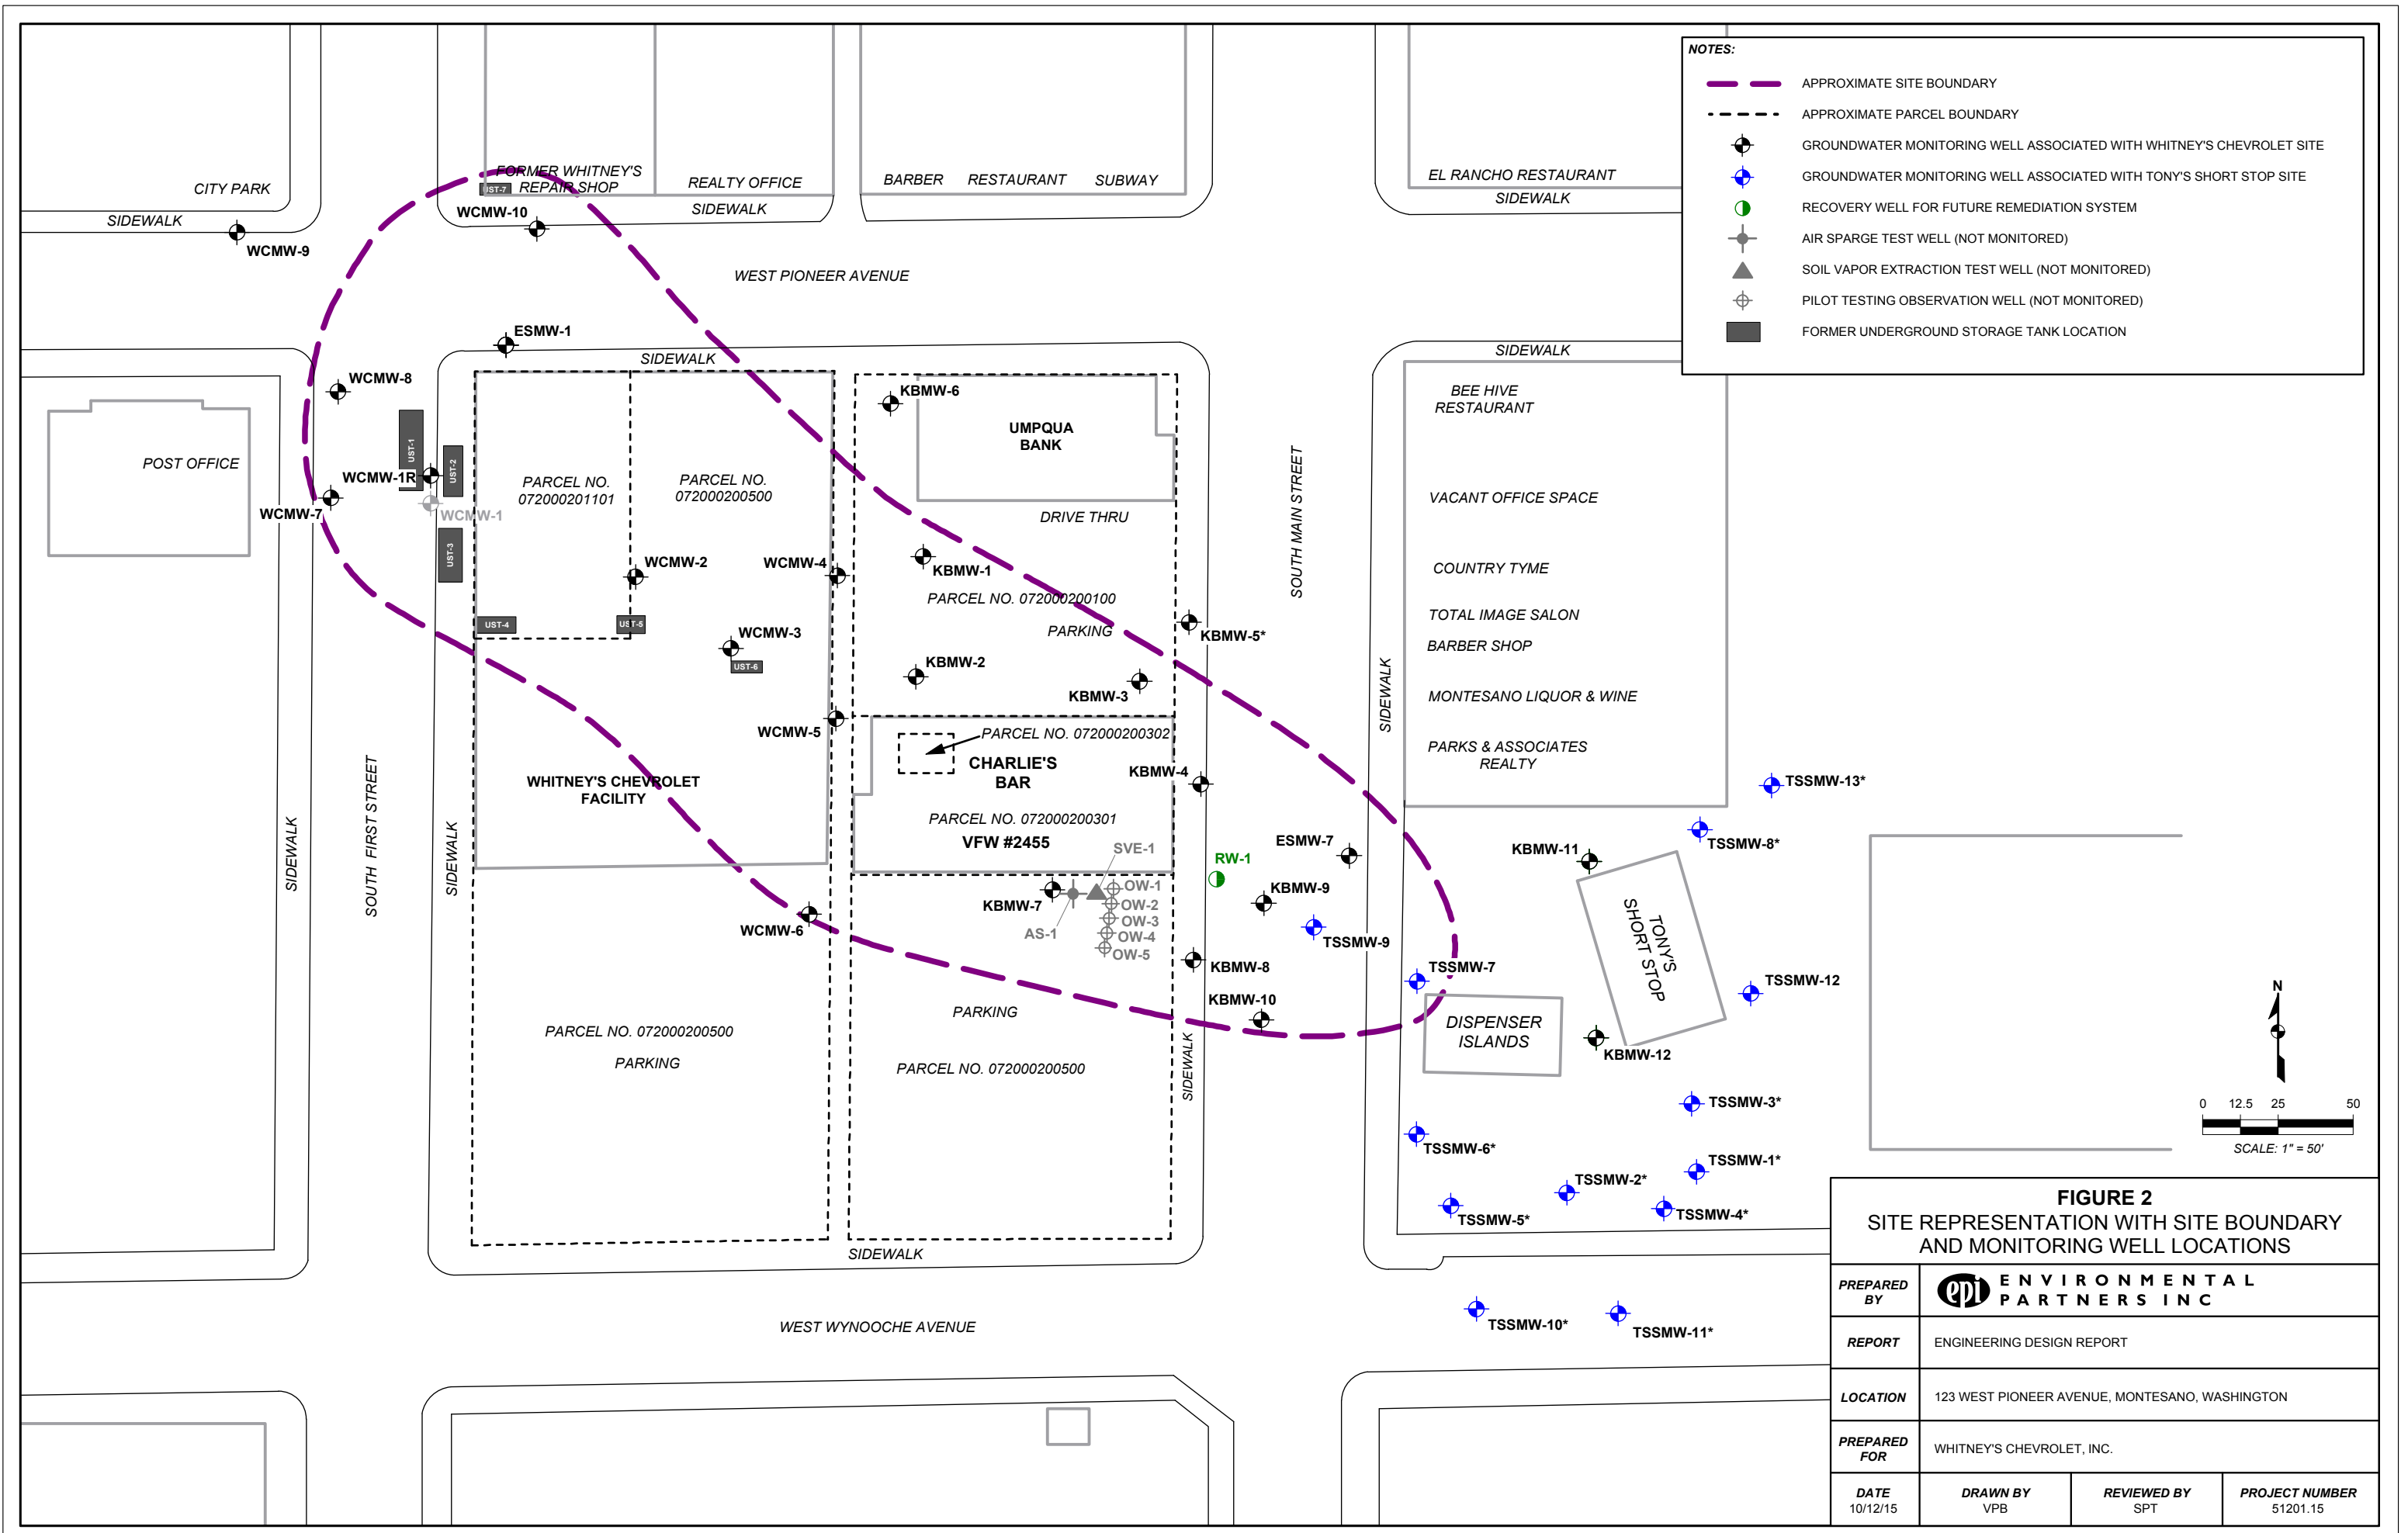 NOTES:
APPROXIMATE SITE BOUNDARY
APPROXIMATE PARCEL BOUNDARY
GROUNDWATER MONITORING WELL ASSOCIATED WITH WHITNEY'S CHEVROLET SITE
GROUNDWATER MONITORING WELL ASSOCIATED WITH TONY'S SHORT STOP SITE
RECOVERY WELL FOR FUTURE REMEDIATION SYSTEM
AIR SPARGE TEST WELL (NOT MONITORED)
SOIL VAPOR EXTRACTION TEST WELL (NOT MONITORED)
PILOT TESTING OBSERVATION WELL (NOT MONITORED)
FORMER UNDERGROUND STORAGE TANK LOCATION
CITY PARK
SIDEWALK
WCMW-9
UST-7
FORMER WHITNEY'S
REPAIR SHOP
WCMW-10
REALTY OFFICE
SIDEWALK
BARBER
RESTAURANT
SUBWAY
EL RANCHO RESTAURANT
SIDEWALK
WEST PIONEER AVENUE
ESMW-1
SIDEWALK
SIDEWALK
WCMW-8
POST OFFICE
UST-1
UST-2
WCMW-1R
WCMW-7
WCMW-1
UST-3
PARCEL NO.
072000201101
PARCEL NO.
072000200500
KBMW-6
UMPQUA
BANK
DRIVE THRU
SOUTH MAIN STREET
BEE HIVE
RESTAURANT
VACANT OFFICE SPACE
COUNTRY TYME
TOTAL IMAGE SALON
BARBER SHOP
MONTESANO LIQUOR & WINE
PARKS & ASSOCIATES
REALTY
WCMW-2
WCMW-4
KBMW-1
PARCEL NO. 072000200100
PARKING
KBMW-5*
UST-4
UST-5
WCMW-3
UST-6
KBMW-2
KBMW-3
SIDEWALK
WCMW-5
PARCEL NO. 072000200302
CHARLIE'S
BAR
KBMW-4
WHITNEY'S CHEVROLET
FACILITY
PARCEL NO. 072000200301
VFW #2455
SIDEWALK
SOUTH FIRST STREET
SIDEWALK
SVE-1
RW-1
ESMW-7
KBMW-11
TSSMW-13*
TSSMW-8*
KBMW-7
OW-1
OW-2
OW-3
OW-4
OW-5
AS-1
KBMW-9
TSSMW-9
WCMW-6
KBMW-8
TSSMW-7
TONY'S
SHORT STOP
TSSMW-12
KBMW-10
PARKING
DISPENSER
ISLANDS
KBMW-12
PARCEL NO. 072000200500
PARKING
PARCEL NO. 072000200500
SIDEWALK
TSSMW-3*
TSSMW-6*
TSSMW-1*
TSSMW-2*
TSSMW-5*
TSSMW-4*
SIDEWALK
TSSMW-10*
TSSMW-11*
WEST WYNOOCHE AVENUE
N
0 12.5 25 50
SCALE: 1" = 50'
FIGURE 2
SITE REPRESENTATION WITH SITE BOUNDARY
AND MONITORING WELL LOCATIONS
PREPARED
BY
epi
ENVIRONMENTAL
PARTNERS INC
REPORT
ENGINEERING DESIGN REPORT
LOCATION
123 WEST PIONEER AVENUE, MONTESANO, WASHINGTON
PREPARED
FOR
WHITNEY'S CHEVROLET, INC.
DATE
10/12/15
DRAWN BY
VPB
REVIEWED BY
SPT
PROJECT NUMBER
51201.15